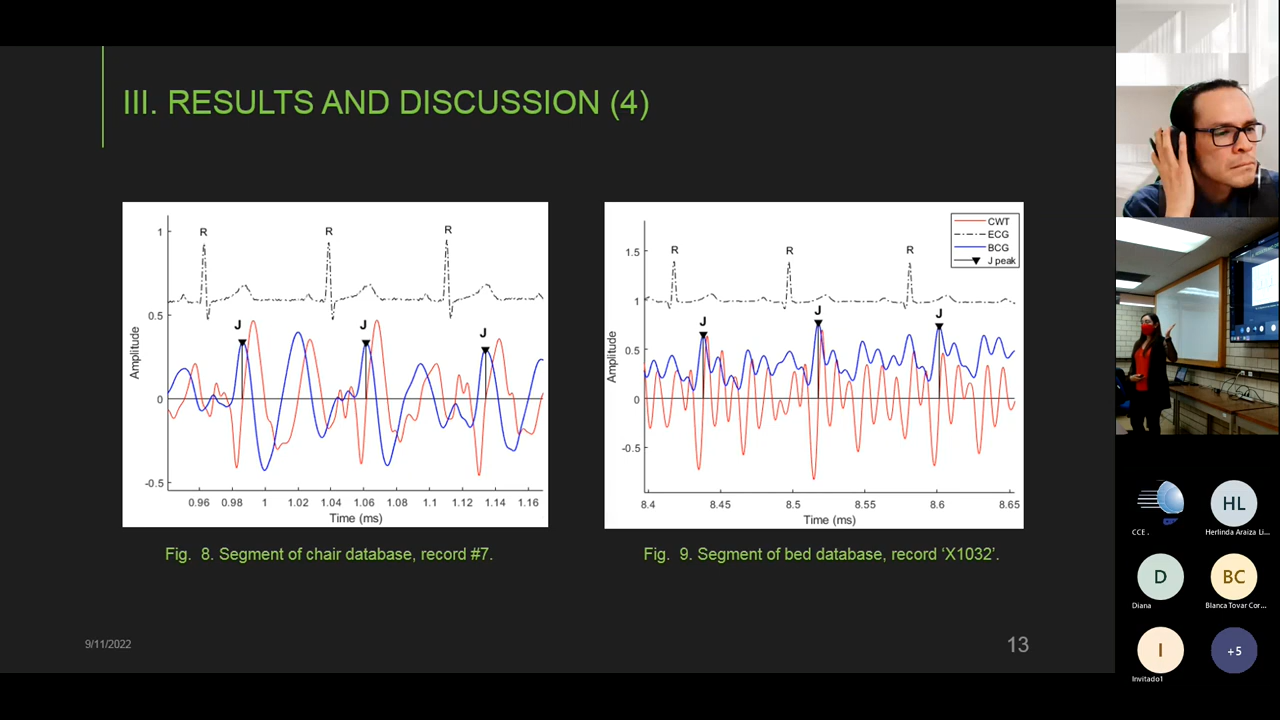 III. RESULTS AND DISCUSSION (4)
R
R
R
J
J
J
1
0.5
0
-0.5
Amplitude
0.96 0.98 1 1.02 1.04 1.06 1.08 1.1 1.12 1.14 1.16
Time (ms)
Fig. 8. Segment of chair database, record #7.
CWT
ECG
BCG
J peak
R
R
R
J
J
J
1.5
1
0.5
0
-0.5
Amplitude
8.4 8.45 8.5 8.55 8.6 8.65
Time (ms)
Fig. 9. Segment of bed database, record ‘X1032’.
9/11/2022
13
CCE .
HL
Herlinda Araiza Li...
D
Diana
BC
Blanca Tovar Cor...
I
Invitado1
+5